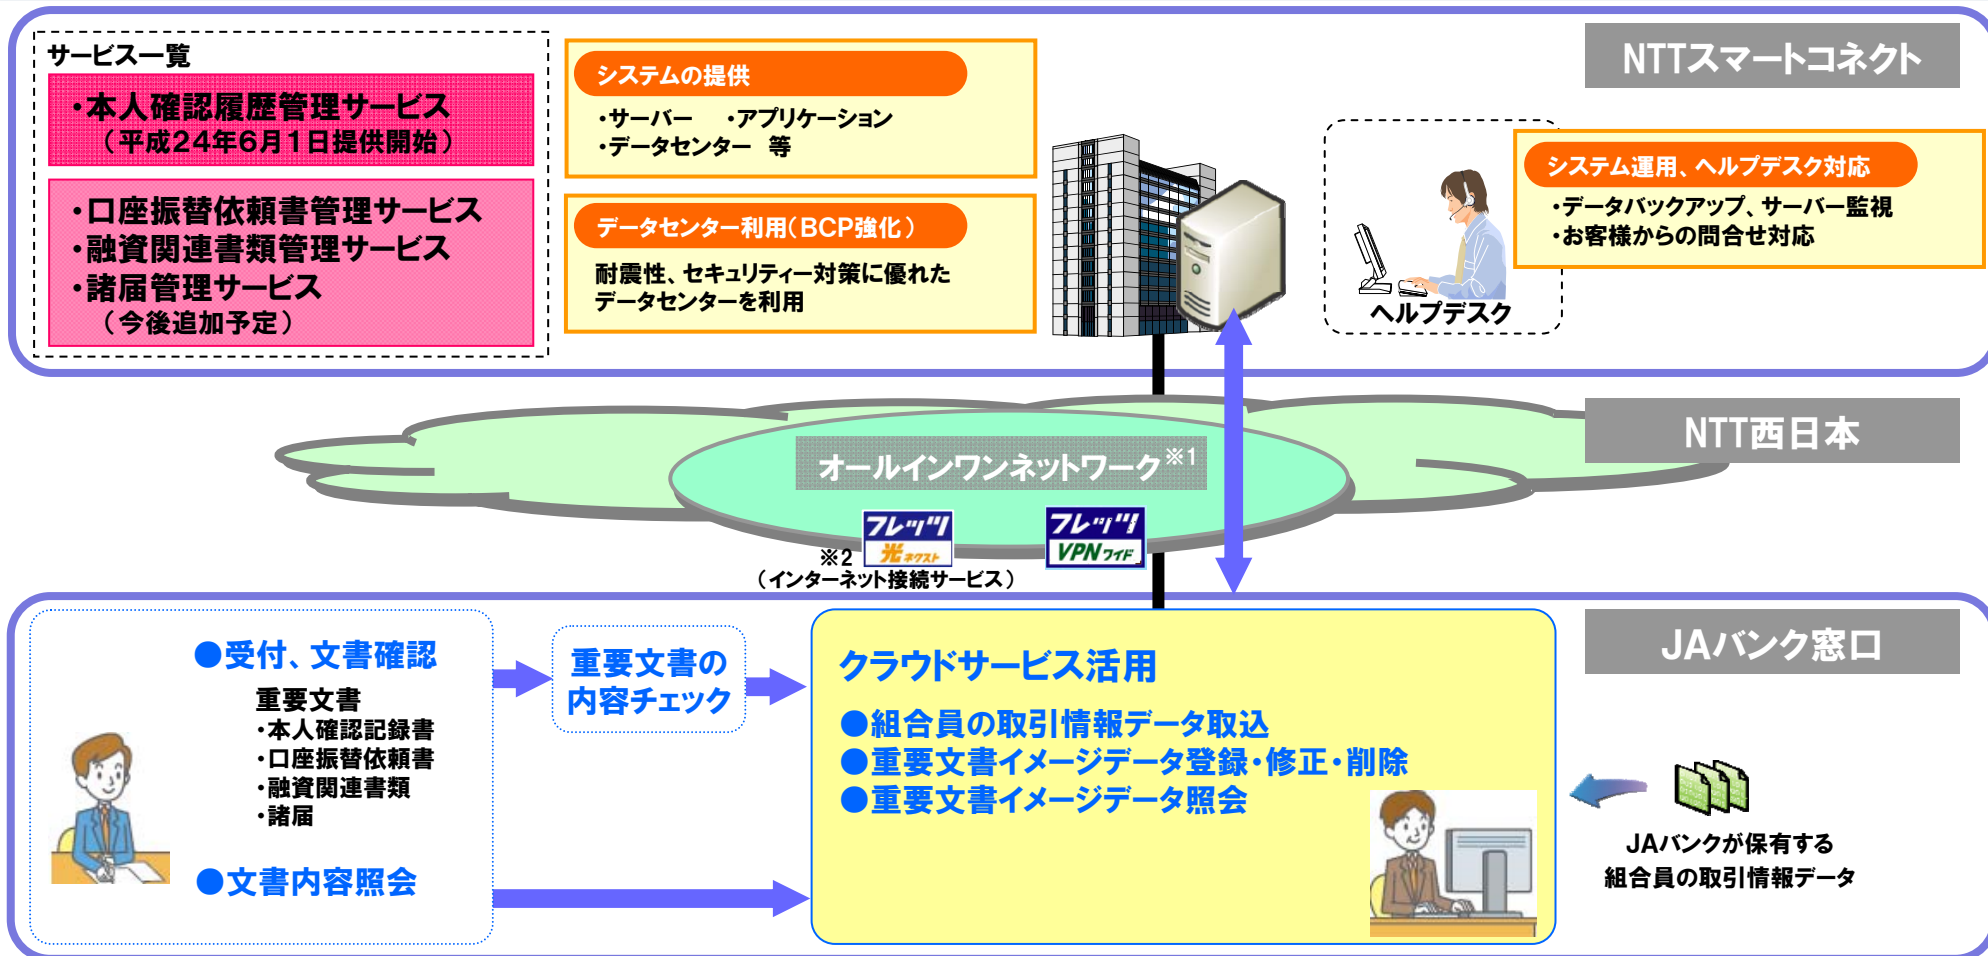 サービス一覧
・本人確認履歴管理サービス
（平成24年6月1日提供開始）
・口座振替依頼書管理サービス
・融資関連書類管理サービス
・諸届管理サービス
（今後追加予定）
システムの提供
・サーバー　・アプリケーション
・データセンター 等
データセンター利用（BCP強化）
耐震性、セキュリティー対策に優れた
データセンターを利用
NTTスマートコネクト
システム運用、ヘルプデスク対応
・データバックアップ、サーバー監視
・お客様からの問合せ対応
ヘルプデスク
NTT西日本
オールインワンネットワーク※1
フレッツ
光ネクスト
フレッツ
VPNワイド
※2
（インターネット接続サービス）
JAバンク窓口
●受付、文書確認
重要文書
・本人確認記録書
・口座振替依頼書
・融資関連書類
・諸届
●文書内容照会
重要文書の
内容チェック
クラウドサービス活用
●組合員の取引情報データ取込
●重要文書イメージデータ登録・修正・削除
●重要文書イメージデータ照会
JAバンクが保有する
組合員の取引情報データ